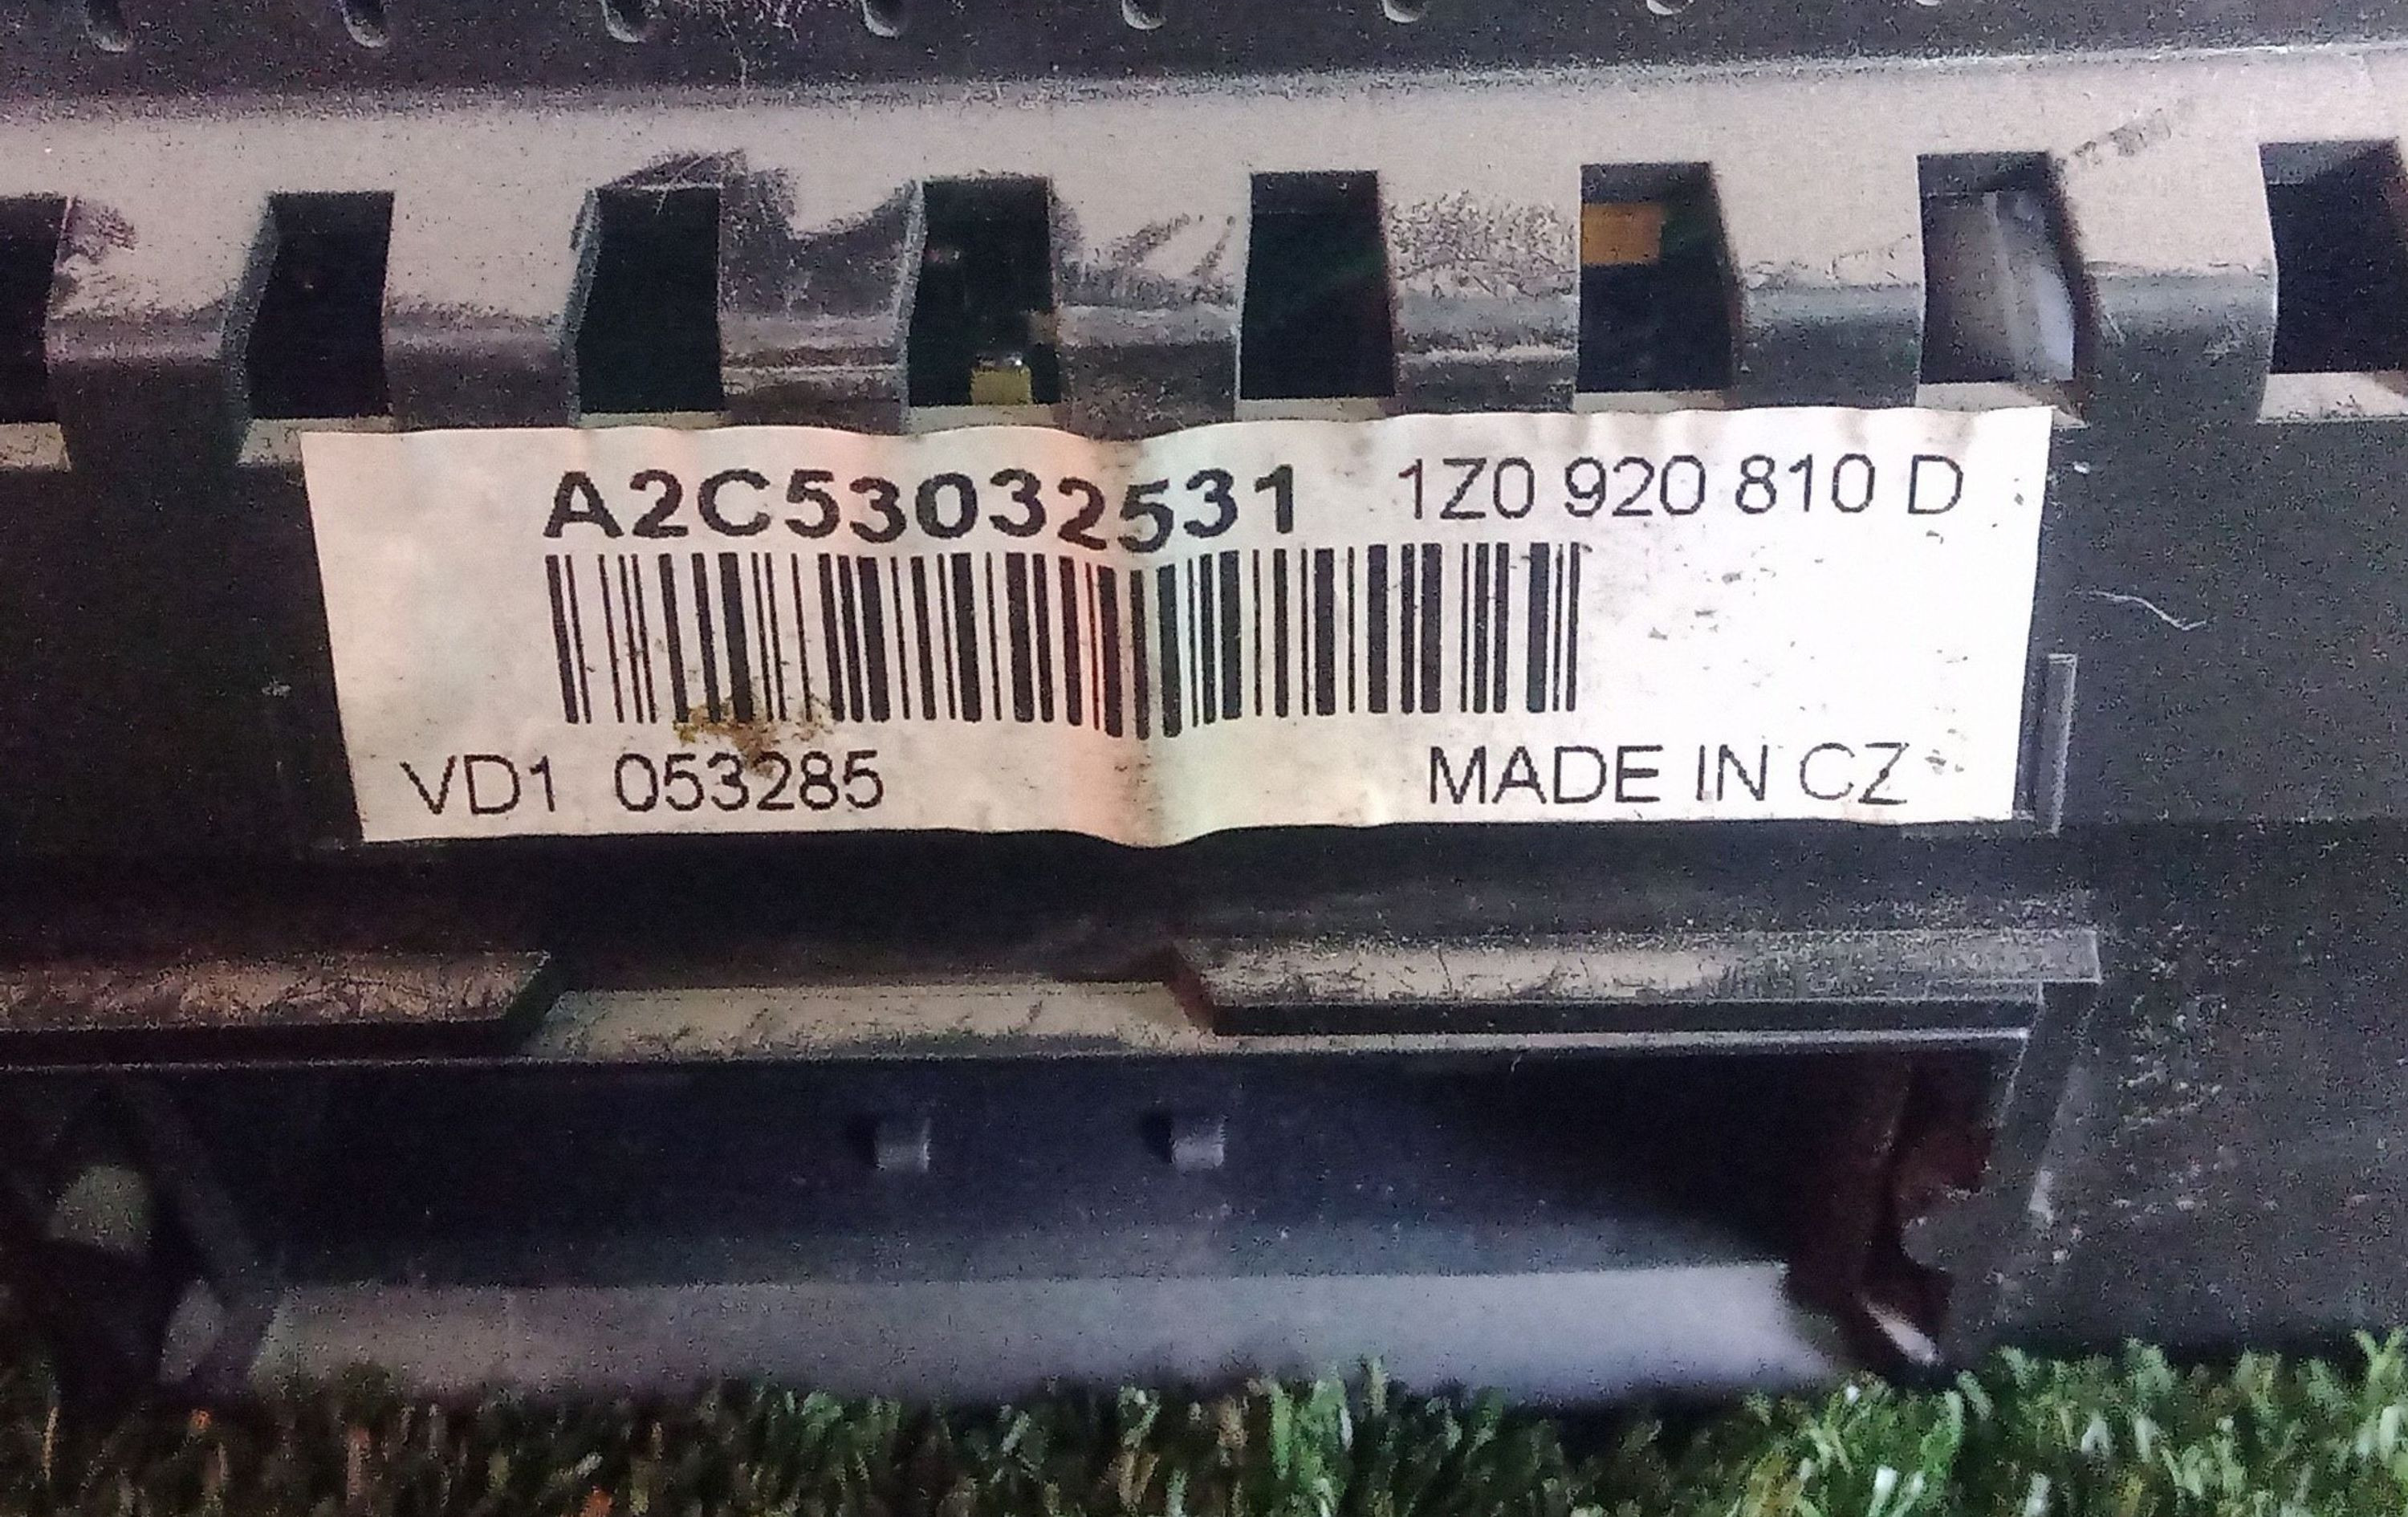 A2C53032531 1Z0 920 810 D
VD1 053285 MADE IN CZ